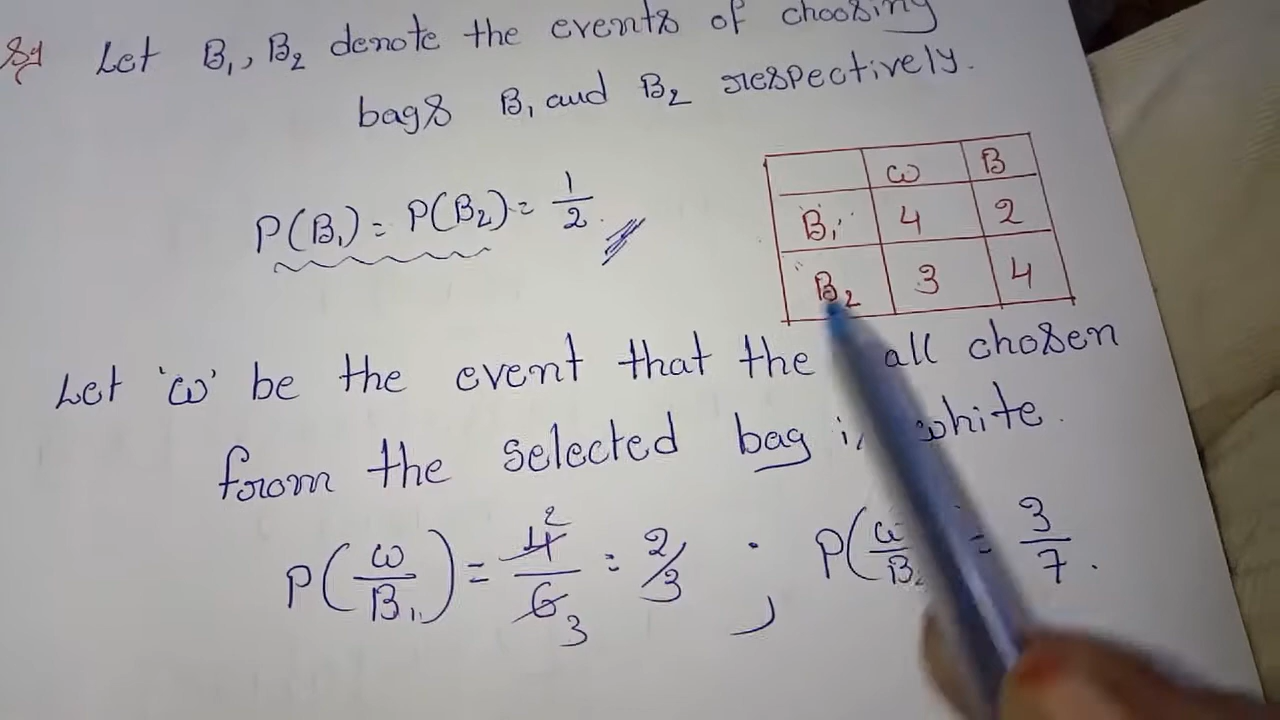 Sol Let B₁, B₂ denote the events of choosing
bags B₁ and B₂ respectively.
P(B₁) = P(B₂) = 1/2.
W B
B₁ 4 2
B₂ 3 4
Let 'W' be the event that the all chosen
from the selected bag white.
P(W/B₁) = 4/6 = 2/3 ; P(W/B₂) = 3/7.